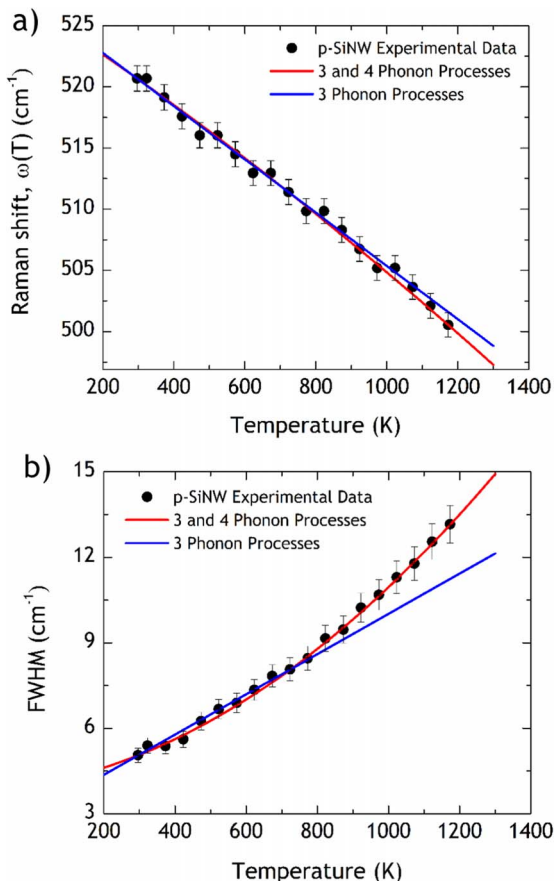 a)
525
520
515
510
505
500
Raman shift, ω(T) (cm⁻¹)
p-SiNW Experimental Data
3 and 4 Phonon Processes
3 Phonon Processes
200 400 600 800 1000 1200 1400
Temperature (K)
b)
15
12
9
6
3
FWHM (cm⁻¹)
p-SiNW Experimental Data
3 and 4 Phonon Processes
3 Phonon Processes
200 400 600 800 1000 1200 1400
Temperature (K)